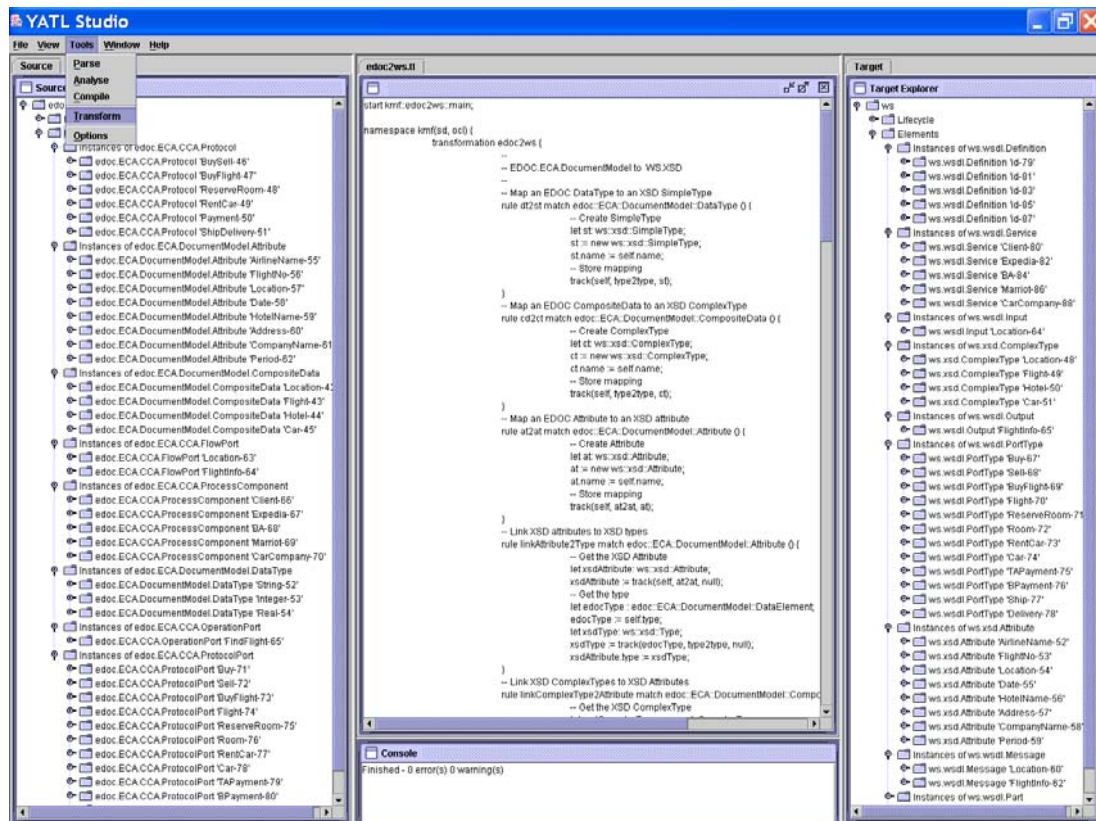 YATL Studio
File View Tools Window Help
Parse
Analyse
Compile
Transform
Options
Source
Source
edo
Instances of edoc.ECA.CCA.Protocol
edoc.ECA.CCA.Protocol 'BuySell-46'
edoc.ECA.CCA.Protocol 'BuyFlight-47'
edoc.ECA.CCA.Protocol 'ReserveRoom-48'
edoc.ECA.CCA.Protocol 'RentCar-49'
edoc.ECA.CCA.Protocol 'Payment-50'
edoc.ECA.CCA.Protocol 'ShipDelivery-51'
Instances of edoc.ECA.DocumentModel.Attribute
edoc.ECA.DocumentModel.Attribute 'AirlineName-55'
edoc.ECA.DocumentModel.Attribute 'FlightNo-56'
edoc.ECA.DocumentModel.Attribute 'Location-57'
edoc.ECA.DocumentModel.Attribute 'Date-58'
edoc.ECA.DocumentModel.Attribute 'HotelName-59'
edoc.ECA.DocumentModel.Attribute 'Address-60'
edoc.ECA.DocumentModel.Attribute 'CompanyName-61
edoc.ECA.DocumentModel.Attribute 'Period-62'
Instances of edoc.ECA.DocumentModel.CompositeData
edoc.ECA.DocumentModel.CompositeData 'Location-42
edoc.ECA.DocumentModel.CompositeData 'Flight-43'
edoc.ECA.DocumentModel.CompositeData 'Hotel-44'
edoc.ECA.DocumentModel.CompositeData 'Car-45'
Instances of edoc.ECA.CCA.FlowPort
edoc.ECA.CCA.FlowPort 'Location-63'
edoc.ECA.CCA.FlowPort 'FlightInfo-64'
Instances of edoc.ECA.CCA.ProcessComponent
edoc.ECA.CCA.ProcessComponent 'Client-66'
edoc.ECA.CCA.ProcessComponent 'Expedia-67'
edoc.ECA.CCA.ProcessComponent 'BA-68'
edoc.ECA.CCA.ProcessComponent 'Marriot-69'
edoc.ECA.CCA.ProcessComponent 'CarCompany-70'
Instances of edoc.ECA.DocumentModel.DataType
edoc.ECA.DocumentModel.DataType 'String-52'
edoc.ECA.DocumentModel.DataType 'Integer-53'
edoc.ECA.DocumentModel.DataType 'Real-54'
Instances of edoc.ECA.CCA.OperationPort
edoc.ECA.CCA.OperationPort 'FindFlight-65'
Instances of edoc.ECA.CCA.ProtocolPort
edoc.ECA.CCA.ProtocolPort 'Buy-71'
edoc.ECA.CCA.ProtocolPort 'Sell-72'
edoc.ECA.CCA.ProtocolPort 'BuyFlight-73'
edoc.ECA.CCA.ProtocolPort 'Flight-74'
edoc.ECA.CCA.ProtocolPort 'ReserveRoom-75'
edoc.ECA.CCA.ProtocolPort 'Room-76'
edoc.ECA.CCA.ProtocolPort 'RentCar-77'
edoc.ECA.CCA.ProtocolPort 'Car-78'
edoc.ECA.CCA.ProtocolPort 'TAPayment-79'
edoc.ECA.CCA.ProtocolPort 'BPayment-80'
edoc2ws.tl
start kmf::edoc2ws::main;
namespace kmf(sd, ocl) {
transformation edoc2ws {
--
-- EDOC.ECA.DocumentModel to WS.XSD
--
-- Map an EDOC DataType to an XSD SimpleType
rule dt2st match edoc::ECA::DocumentModel::DataType () {
-- Create SimpleType
let st: ws::xsd::SimpleType;
st := new ws::xsd::SimpleType;
st.name := self.name;
-- Store mapping
track(self, type2type, st);
}
-- Map an EDOC CompositeData to an XSD ComplexType
rule cd2ct match edoc::ECA::DocumentModel::CompositeData () {
-- Create ComplexType
let ct: ws::xsd::ComplexType;
ct := new ws::xsd::ComplexType;
ct.name := self.name;
-- Store mapping
track(self, type2type, ct);
}
-- Map an EDOC Attribute to an XSD attribute
rule at2at match edoc::ECA::DocumentModel::Attribute () {
-- Create Attribute
let at: ws::xsd::Attribute;
at := new ws::xsd::Attribute;
at.name := self.name;
-- Store mapping
track(self, at2at, at);
}
-- Link XSD attributes to XSD types
rule linkAttribute2Type match edoc::ECA::DocumentModel::Attribute () {
-- Get the XSD Attribute
let xsdAttribute: ws::xsd::Attribute;
xsdAttribute := track(self, at2at, null);
-- Get the type
let edocType : edoc::ECA::DocumentModel::DataElement;
edocType := self.type;
let xsdType: ws::xsd::Type;
xsdType := track(edocType, type2type, null);
xsdAttribute.type := xsdType;
}
-- Link XSD ComplexTypes to XSD Attributes
rule linkComplexType2Attribute match edoc::ECA::DocumentModel::Compo
-- Get the XSD ComplexType
Console
Finished - 0 error(s) 0 warning(s)
Target
Target Explorer
ws
Lifecycle
Elements
Instances of ws.wsdl.Definition
ws.wsdl.Definition 'id-79'
ws.wsdl.Definition 'id-81'
ws.wsdl.Definition 'id-83'
ws.wsdl.Definition 'id-85'
ws.wsdl.Definition 'id-87'
Instances of ws.wsdl.Service
ws.wsdl.Service 'Client-80'
ws.wsdl.Service 'Expedia-82'
ws.wsdl.Service 'BA-84'
ws.wsdl.Service 'Marriot-86'
ws.wsdl.Service 'CarCompany-88'
Instances of ws.wsdl.Input
ws.wsdl.Input 'Location-64'
Instances of ws.xsd.ComplexType
ws.xsd.ComplexType 'Location-48'
ws.xsd.ComplexType 'Flight-49'
ws.xsd.ComplexType 'Hotel-50'
ws.xsd.ComplexType 'Car-51'
Instances of ws.wsdl.Output
ws.wsdl.Output 'FlightInfo-65'
Instances of ws.wsdl.PortType
ws.wsdl.PortType 'Buy-67'
ws.wsdl.PortType 'Sell-68'
ws.wsdl.PortType 'BuyFlight-69'
ws.wsdl.PortType 'Flight-70'
ws.wsdl.PortType 'ReserveRoom-71
ws.wsdl.PortType 'Room-72'
ws.wsdl.PortType 'RentCar-73'
ws.wsdl.PortType 'Car-74'
ws.wsdl.PortType 'TAPayment-75'
ws.wsdl.PortType 'BPayment-76'
ws.wsdl.PortType 'Ship-77'
ws.wsdl.PortType 'Delivery-78'
Instances of ws.xsd.Attribute
ws.xsd.Attribute 'AirlineName-52'
ws.xsd.Attribute 'FlightNo-53'
ws.xsd.Attribute 'Location-54'
ws.xsd.Attribute 'Date-55'
ws.xsd.Attribute 'HotelName-56'
ws.xsd.Attribute 'Address-57'
ws.xsd.Attribute 'CompanyName-58'
ws.xsd.Attribute 'Period-59'
Instances of ws.wsdl.Message
ws.wsdl.Message 'Location-60'
ws.wsdl.Message 'FlightInfo-62'
Instances of ws.wsdl.Part